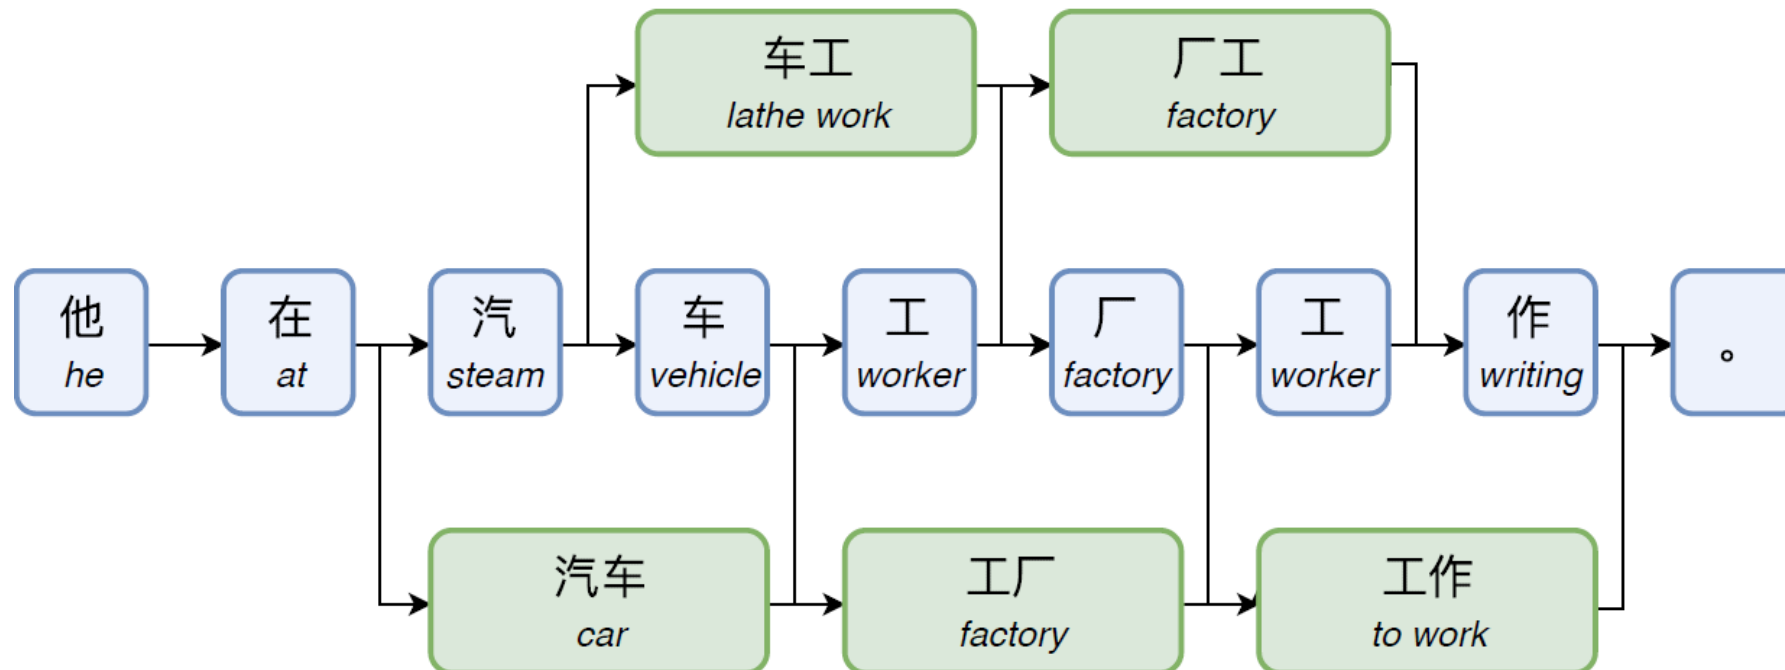 车工
lathe work
厂工
factory
他
he
在
at
汽
steam
车
vehicle
工
worker
厂
factory
工
worker
作
writing
。
汽车
car
工厂
factory
工作
to work